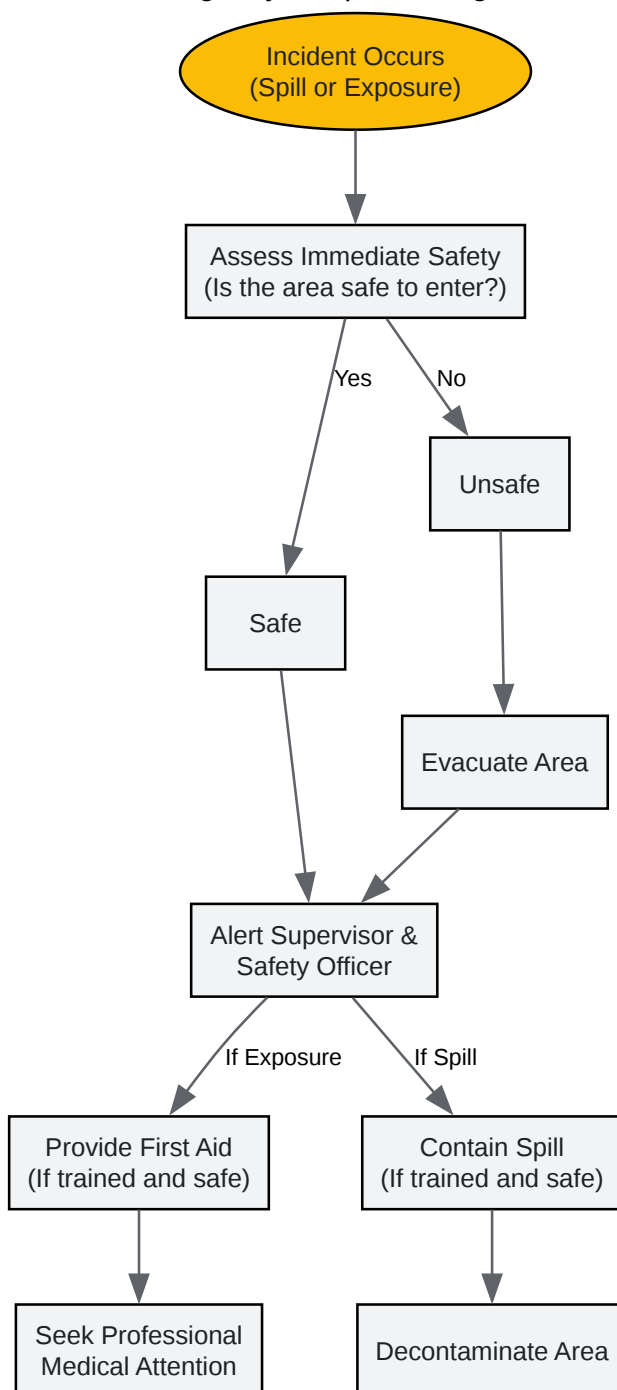 Incident Occurs
(Spill or Exposure)
Assess Immediate Safety
(Is the area safe to enter?)
Yes
No
Unsafe
Safe
Evacuate Area
Alert Supervisor &
Safety Officer
If Exposure
If Spill
Provide First Aid
(If trained and safe)
Contain Spill
(If trained and safe)
Seek Professional
Medical Attention
Decontaminate Area